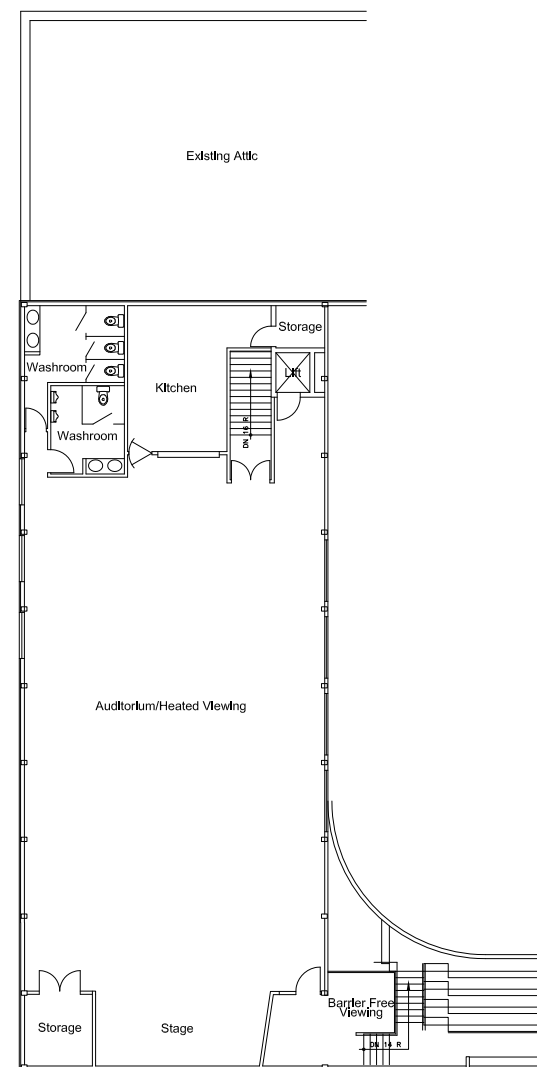 Existing Attic
Storage
Washroom
Lift
Kitchen
DN 16 R
Washroom
Auditorium/Heated Viewing
Barrier Free
Viewing
Storage
Stage
DN 14 R